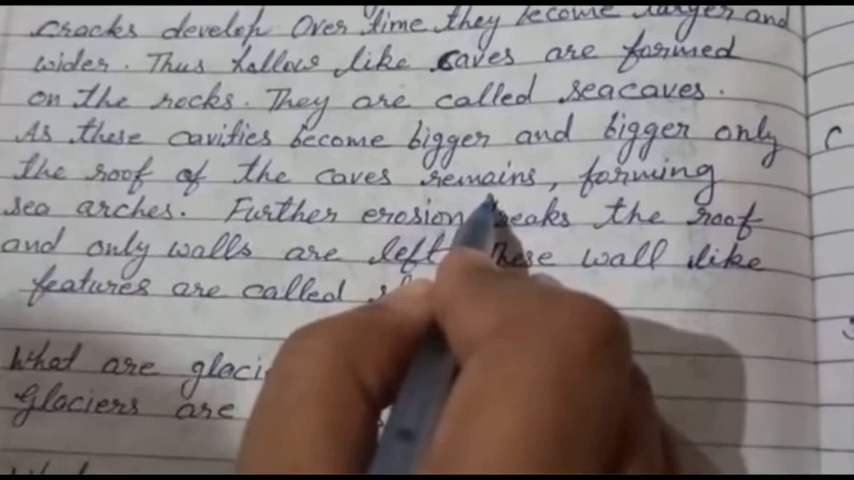 cracks develop. Over time they become larger and
wider. Thus hallow like caves are formed
on the rocks. They are called seacaves.
As these cavities become bigger and bigger only
the roof of the caves remains, forming
sea arches. Further erosion the roof
and only walls are left These wall like
features are called
What are
Glaciers are